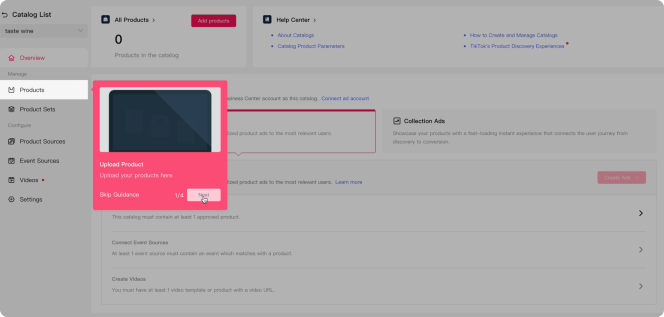 Catalog List
taste wine
Overview
Manage
Products
Product Sets
Configure
Product Sources
Event Sources
Videos
Settings
All Products
Add products
0
Products in the catalog
Help Center
About Catalogs
Catalog Product Parameters
How to Create and Manage Catalogs
TikTok's Product Discovery Experiences
usiness Center account as this catalog. Connect ad account
ized product ads to the most relevant users.
Collection Ads
Showcase your products with a fast-loading instant experience that connects the user journey from
discovery to conversion.
Upload Product
Upload your products here
Skip Guidance
1/4
Next
ized product ads to the most relevant users. Learn more
Create Ads
This catalog must contain at least 1 approved product
Connect Event Sources
At least 1 event source must contain an event which matches with a product.
Create Videos
You must have at least 1 video template or product with a video URL.